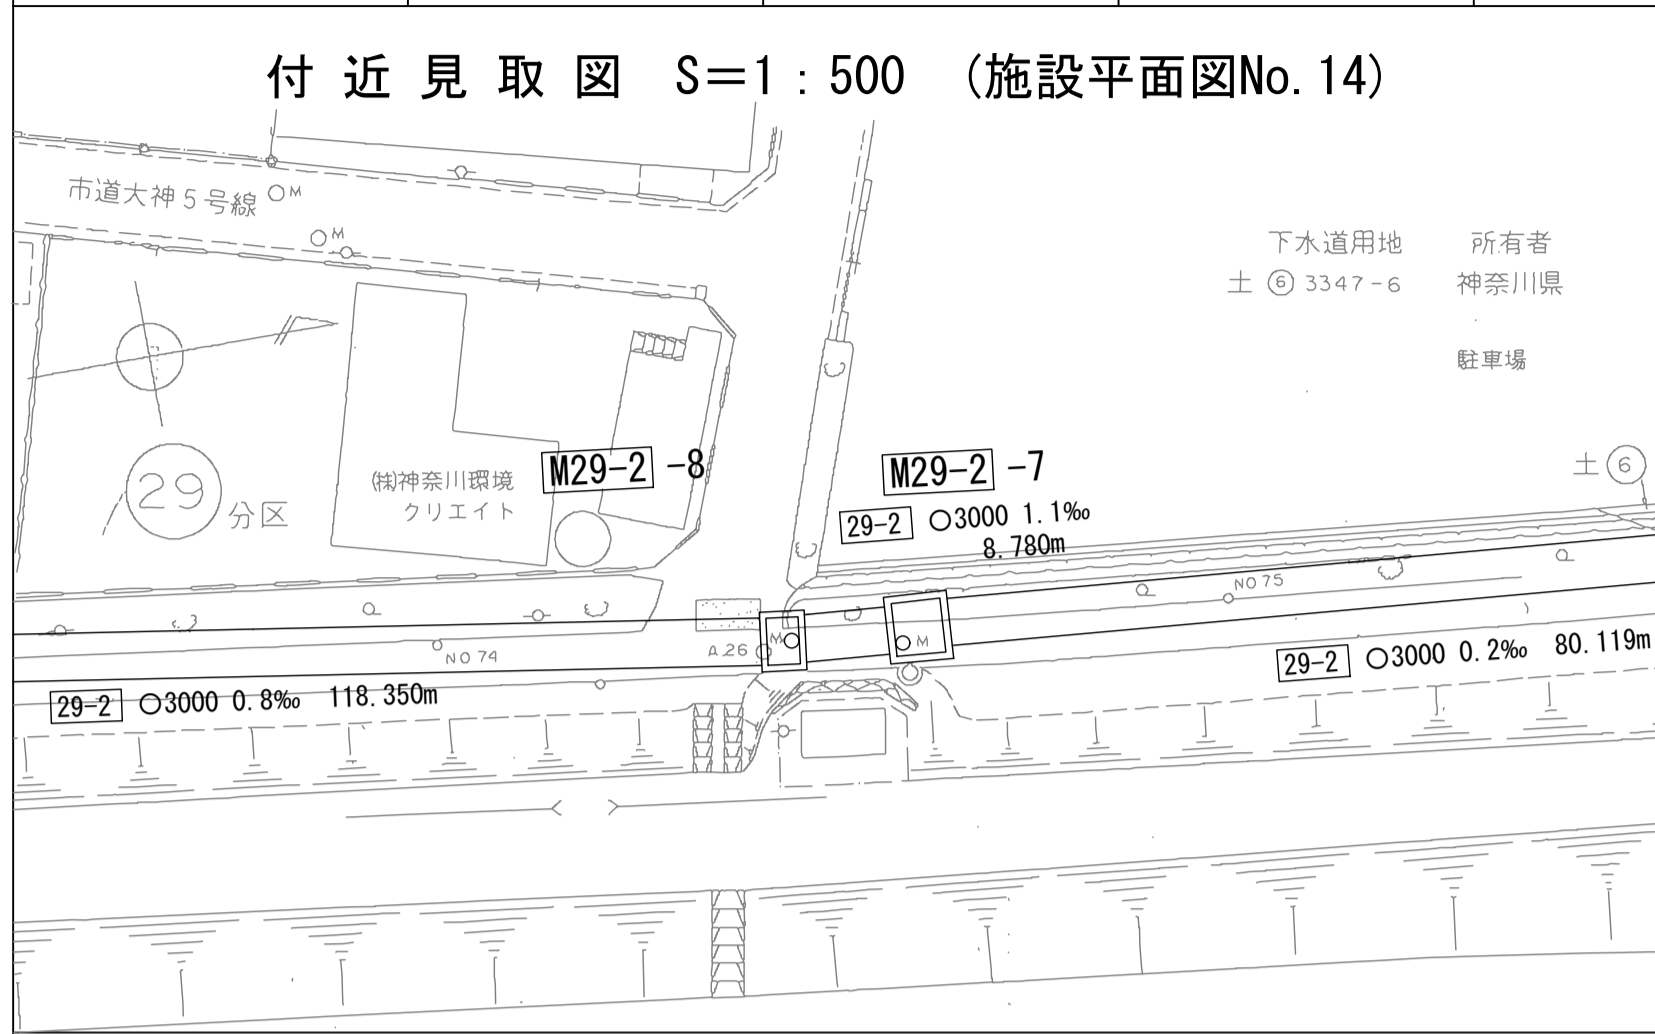 付近見取図 S=1:500 (施設平面図No.14)
市道大神5号線 M
M
下水道用地 所有者
土 ⑥ 3347-6 神奈川県
駐車場
29 分区
㈱神奈川環境
クリエイト
M29-2 -8
M29-2 -7
29-2 ○3000 1.1‰
8.780m
土 ⑥
NO75
M
M
A26
NO74
29-2 ○3000 0.8‰ 118.350m
29-2 ○3000 0.2‰ 80.119m